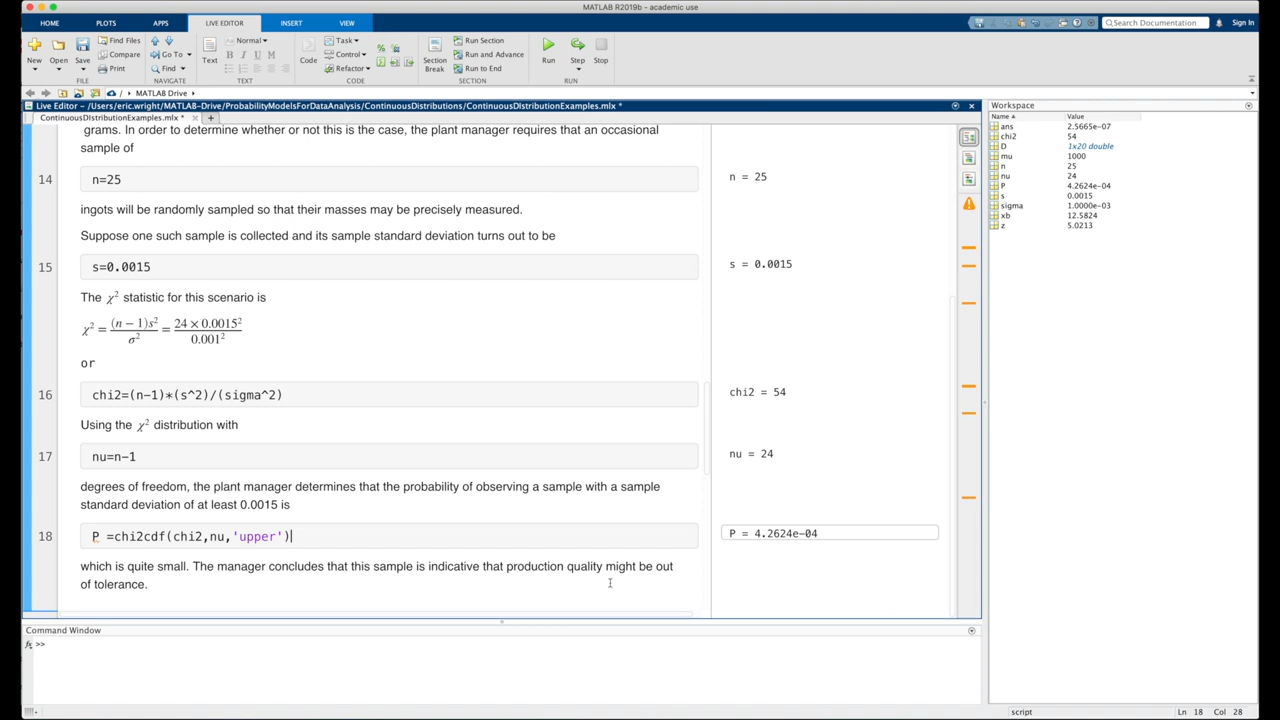 MATLAB R2019b - academic use
HOME PLOTS APPS LIVE EDITOR INSERT VIEW Search Documentation Sign In
New Open Save Find Files Compare Print Go To Find Text Normal B I U M Code Task Control Refactor Section Break Run Section Run and Advance Run to End Run Step Stop
FILE NAVIGATE TEXT CODE SECTION RUN
/ MATLAB Drive
Live Editor - /Users/eric.wright/MATLAB-Drive/ProbabilityModelsForDataAnalysis/ContinuousDistributions/ContinuousDIstributionExamples.mlx *
ContinuousDIstributionExamples.mlx * × +
grams. In order to determine whether or not this is the case, the plant manager requires that an occasional
sample of
14 n=25 n = 25
ingots will be randomly sampled so that their masses may be precisely measured.
Suppose one such sample is collected and its sample standard deviation turns out to be
15 s=0.0015 s = 0.0015
The χ² statistic for this scenario is
χ² = (n − 1)s² / σ² = 24 × 0.0015² / 0.001²
or
16 chi2=(n-1)*(s^2)/(sigma^2) chi2 = 54
Using the χ² distribution with
17 nu=n-1 nu = 24
degrees of freedom, the plant manager determines that the probability of observing a sample with a sample
standard deviation of at least 0.0015 is
18 P =chi2cdf(chi2,nu,'upper') P = 4.2624e-04
which is quite small. The manager concludes that this sample is indicative that production quality might be out
of tolerance.
Workspace
Name Value
ans 2.5665e-07
chi2 54
D 1x20 double
mu 1000
n 25
nu 24
P 4.2624e-04
s 0.0015
sigma 1.0000e-03
xb 12.5824
z 5.0213
Command Window
fx >>
script Ln 18 Col 28